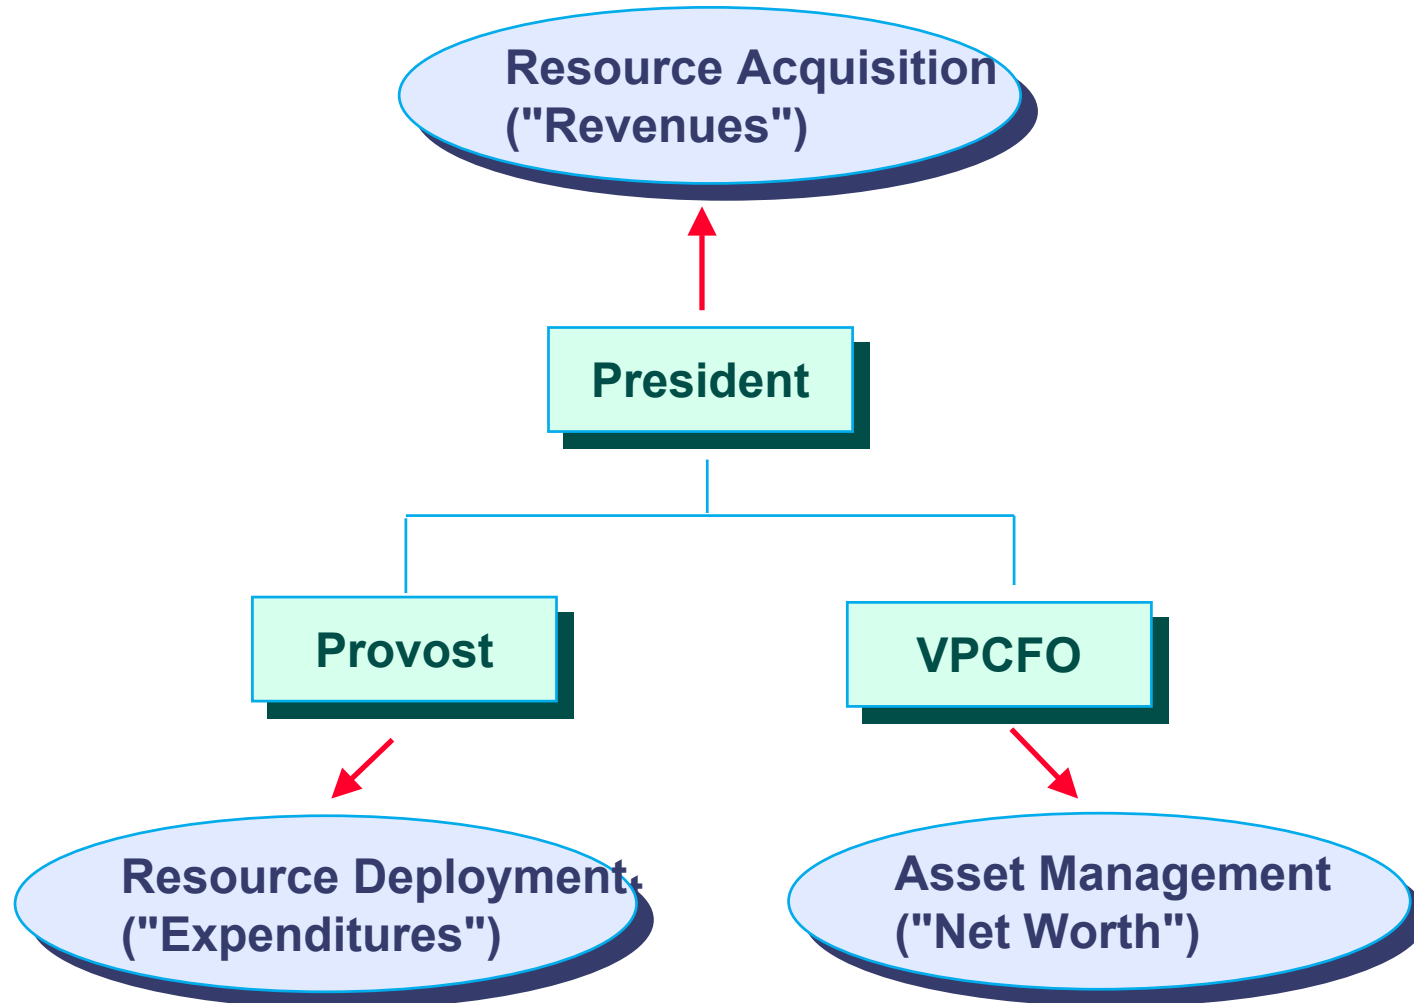 Resource Acquisition
("Revenues")
President
Provost
VPCFO
Resource Deployment
("Expenditures")
Asset Management
("Net Worth")